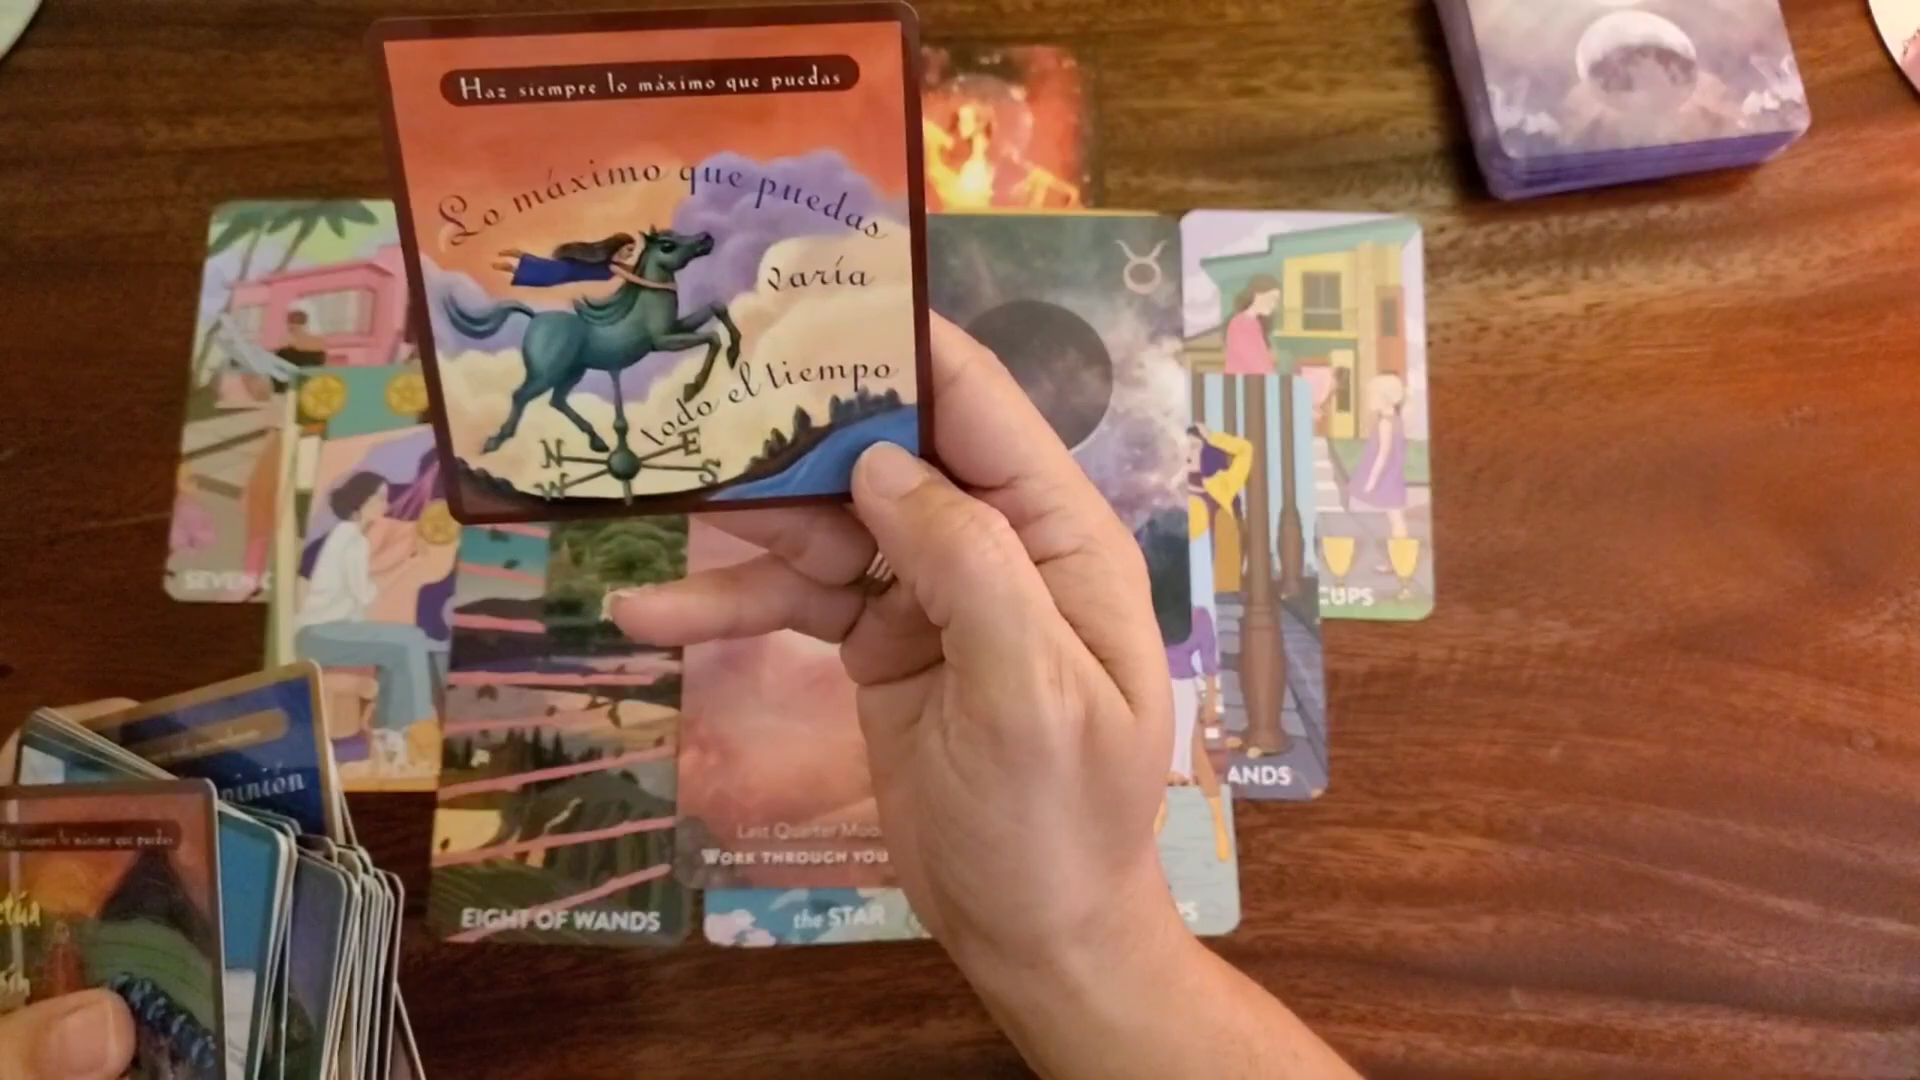 Haz siempre lo máximo que puedas
Lo máximo que puedas
varía
todo el tiempo
N
E
W
S
SEVEN
CUPS
ANDS
Haz siempre lo máximo que puedas
Last Quarter Moo
WORK THROUGH YOU
EIGHT OF WANDS
the STAR
PS